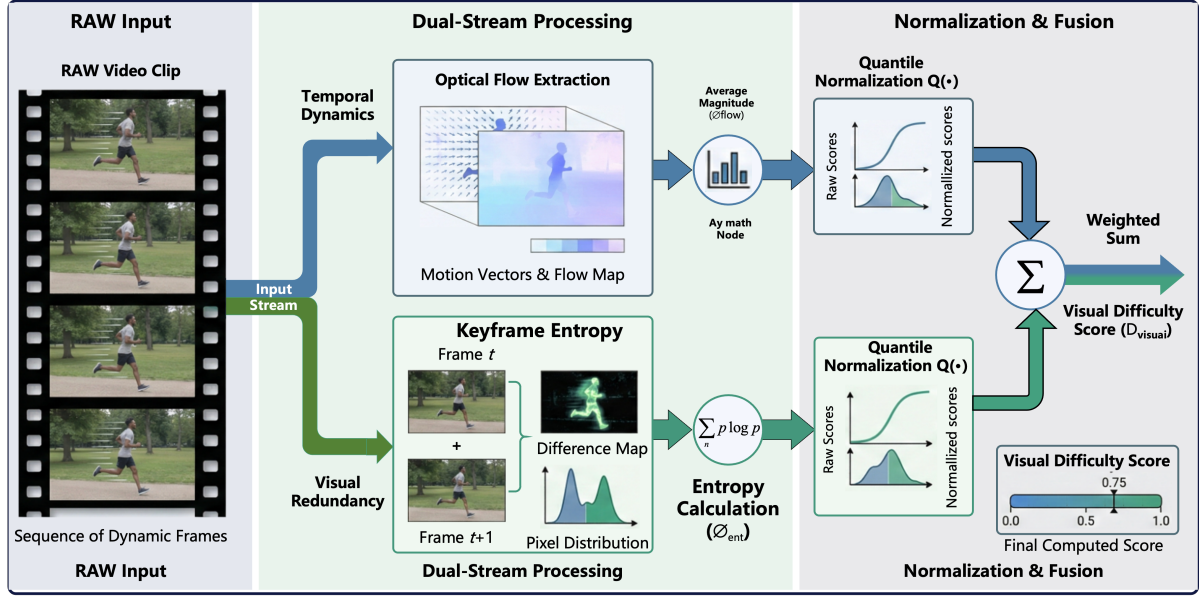 RAW Input
Dual-Stream Processing
Normalization & Fusion
RAW Video Clip
Sequence of Dynamic Frames
Input
Stream
Temporal
Dynamics
Optical Flow Extraction
Motion Vectors & Flow Map
Average
Magnitude
(∅flow)
Ay math
Node
Quantile
Normalization Q(•)
Raw Scores
Normallized scores
Visual
Redundancy
Keyframe Entropy
Frame t
+
Frame t+1
Difference Map
Pixel Distribution
∑ p log p
n
Entropy
Calculation
(∅ent)
Quantile
Normalization Q(•)
Raw Scores
Normallized scores
Σ
Weighted
Sum
Visual Difficulty
Score (Dvisuai)
Visual Difficulty Score
0.75
0.0 0.5 1.0
Final Computed Score
RAW Input
Dual-Stream Processing
Normalization & Fusion